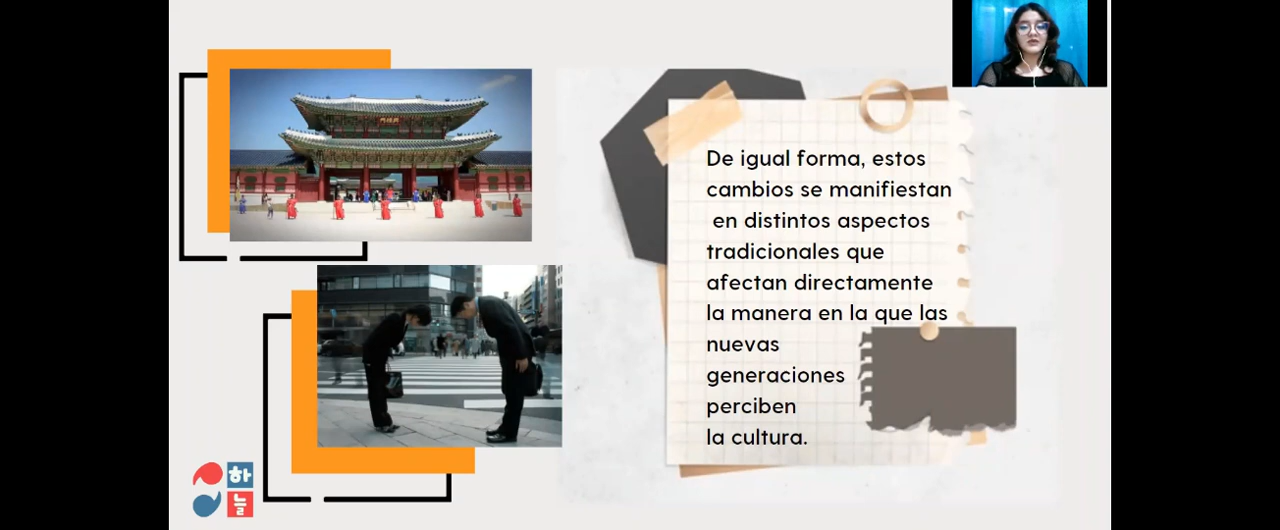 De igual forma, estos
cambios se manifiestan
en distintos aspectos
tradicionales que
afectan directamente
la manera en la que las
nuevas
generaciones
perciben
la cultura.
하
늘